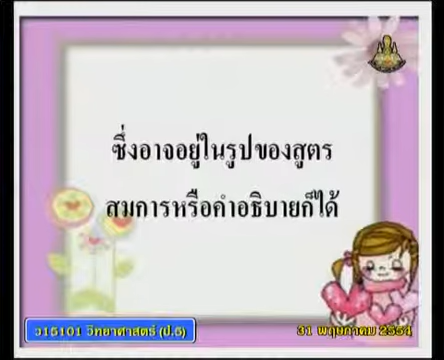 ซึ่งอาจอยู่ในรูปของสูตร
สมการหรือคำอธิบายก็ได้
ว15101 วิทยาศาสตร์ (ป.5)
31 พฤษภาคม 2554